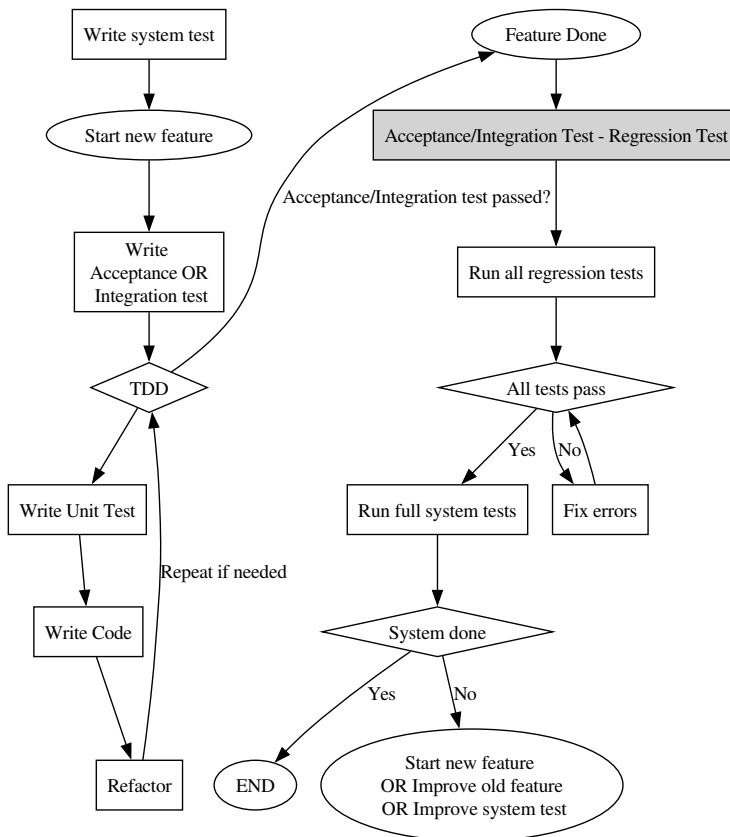 Write system test
Feature Done
Start new feature
Acceptance/Integration Test - Regression Test
Acceptance/Integration test passed?
Write
Acceptance OR
Integration test
Run all regression tests
TDD
All tests pass
Yes
No
Write Unit Test
Run full system tests
Fix errors
Repeat if needed
Write Code
System done
Yes
No
Refactor
END
Start new feature
OR Improve old feature
OR Improve system test